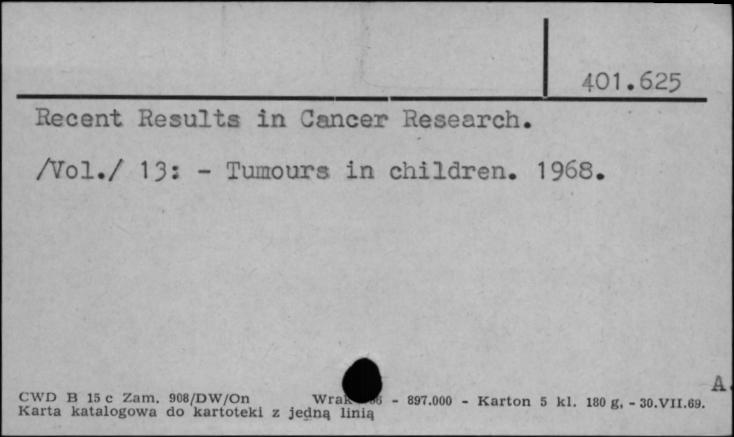 401.625
Recent Results in Cancer Research.
/Vol./ 13: - Tumours in children. 1968.
A.
CWD B 15 c Zam. 908/DW/On - 897.000 - Karton 5 kl. 180 g, - 30.VII.69.
Karta katalogowa do kartoteki z jedną linią